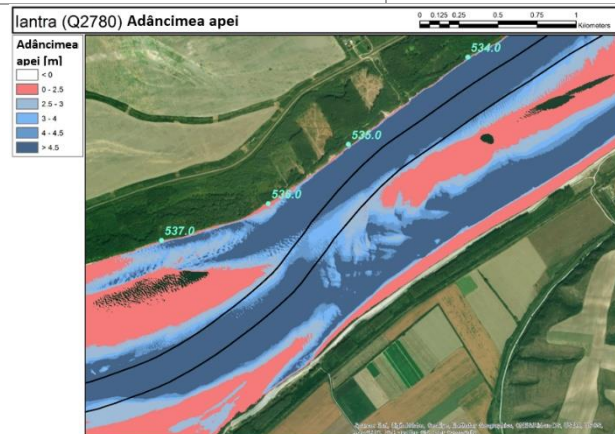 Iantra (Q2780) Adâncimea apei
0 0.125 0.25 0.5 0.75 1
Kilometers
Adâncimea
apei [m]
< 0
0 - 2.5
2.5 - 3
3 - 4
4 - 4.5
> 4.5
534.0
535.0
536.0
537.0